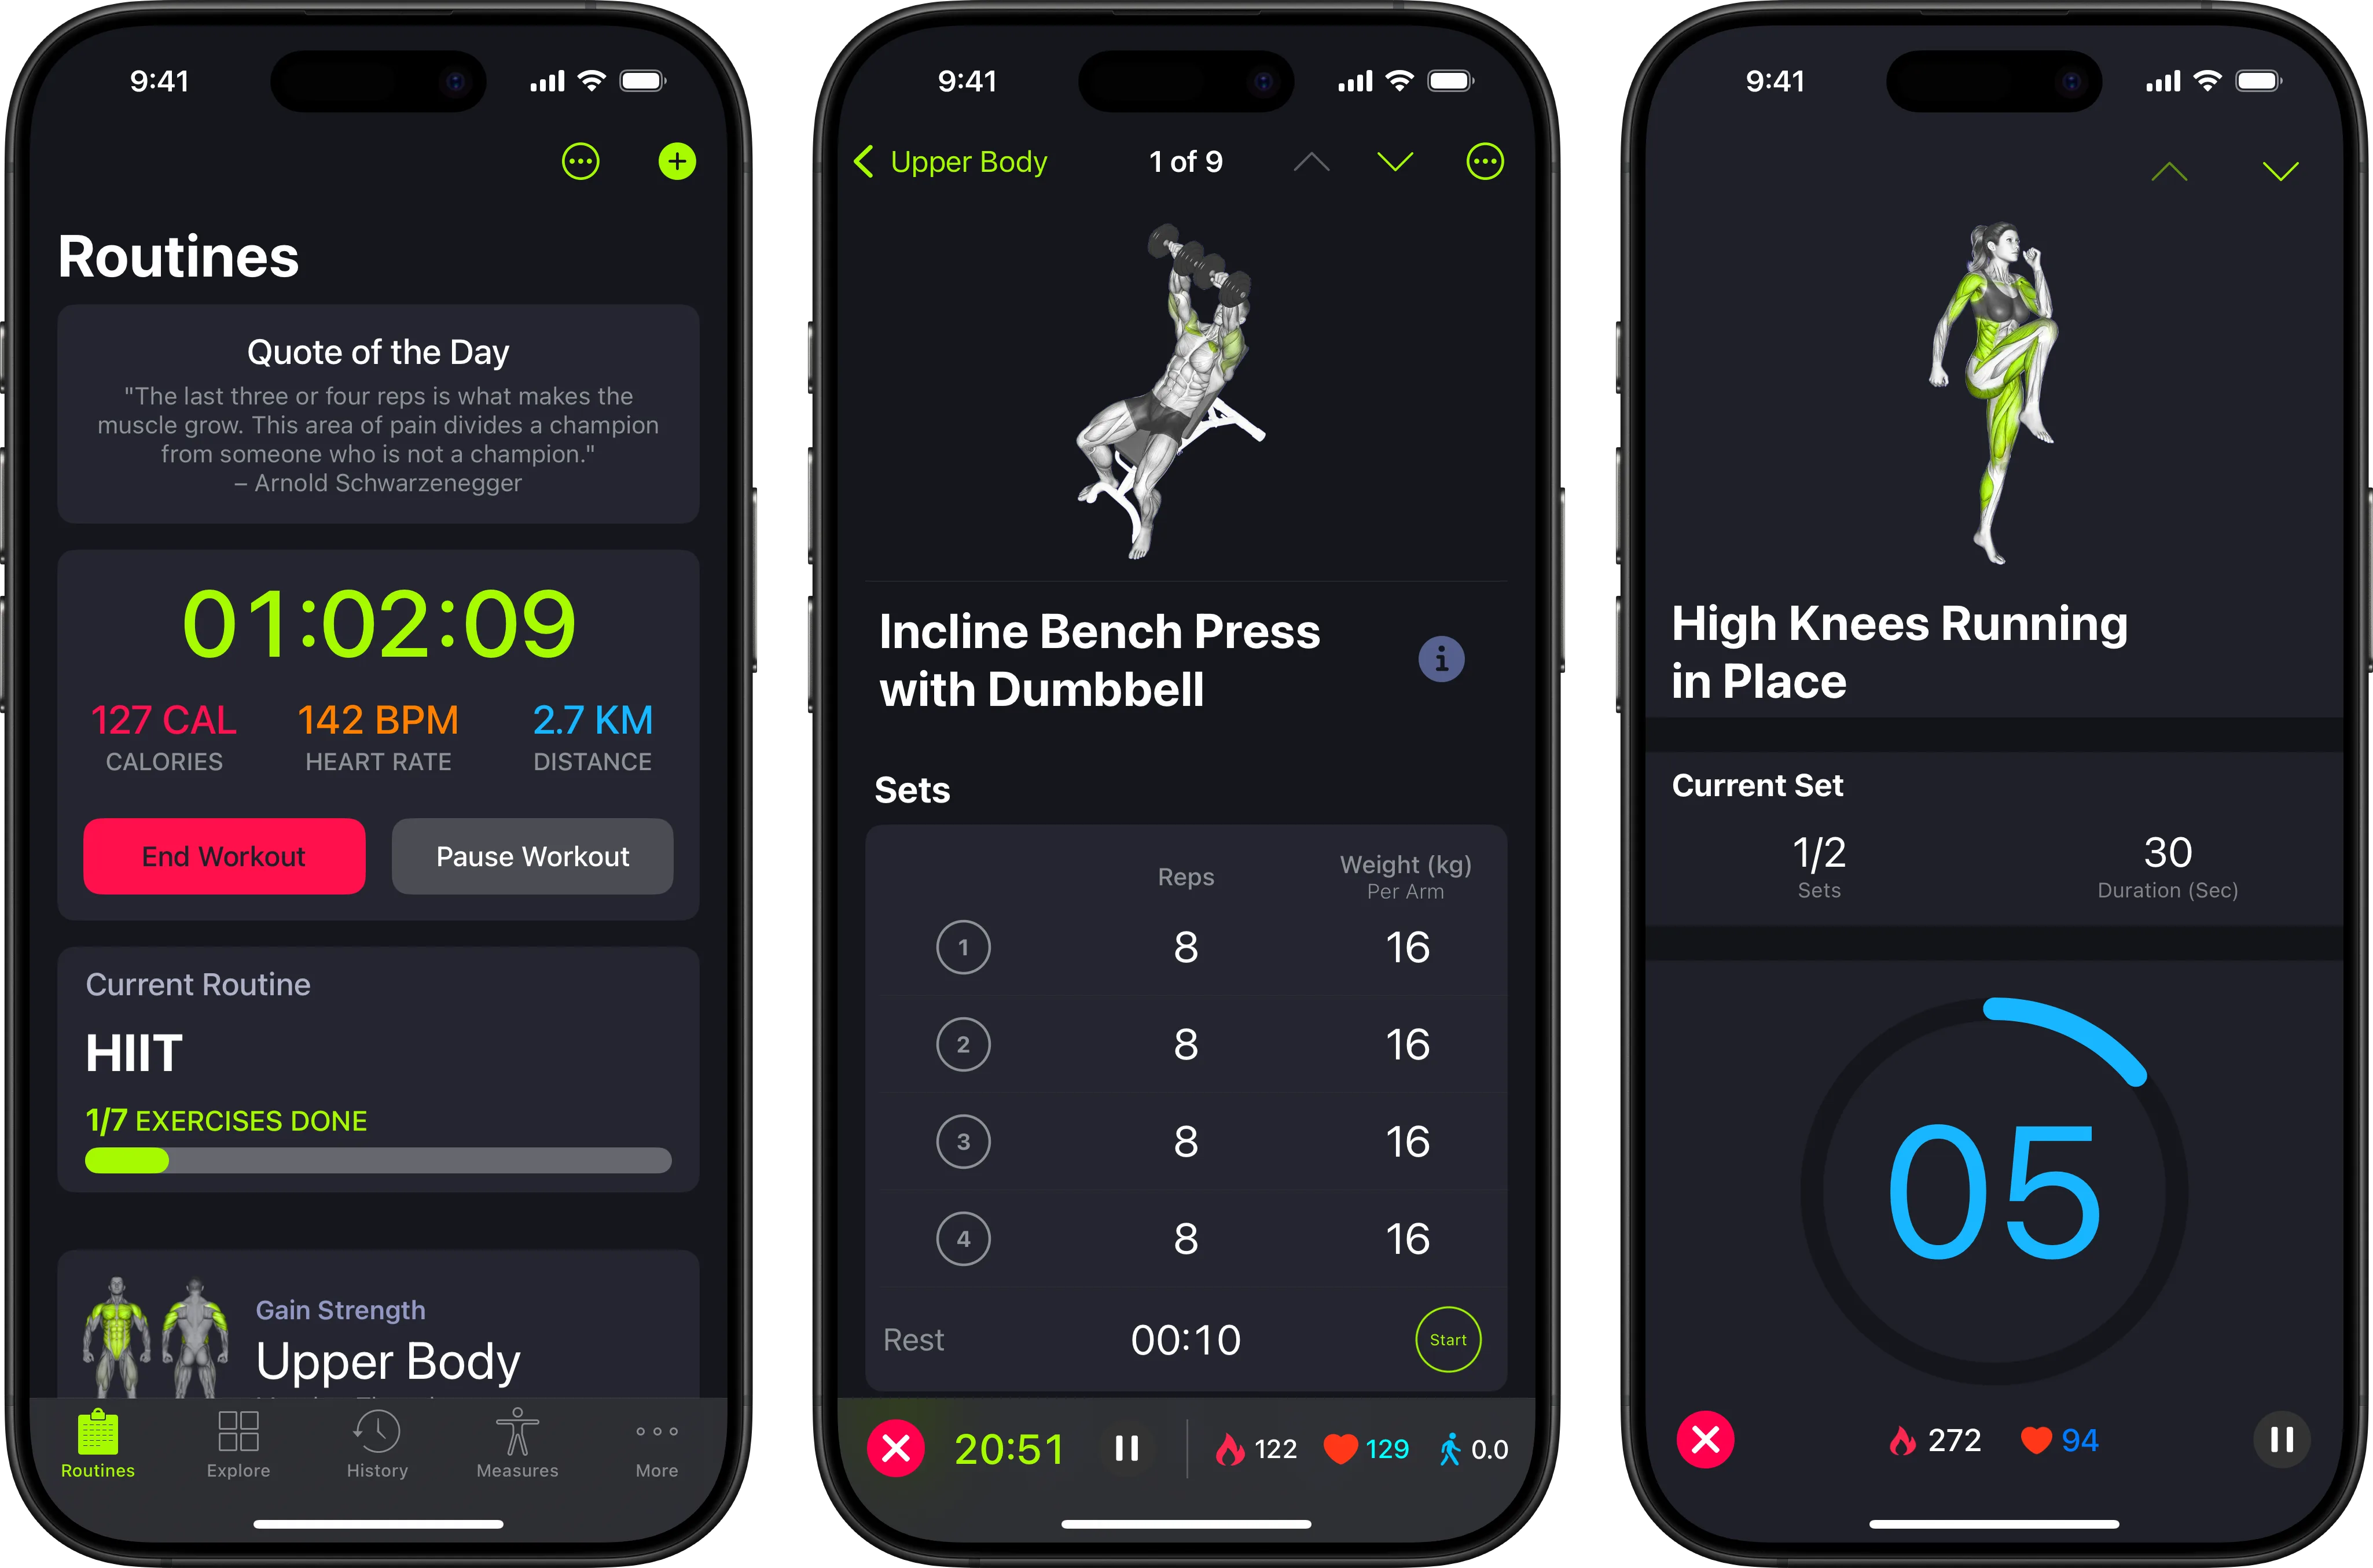 9:41
Routines
Quote of the Day
"The last three or four reps is what makes the
muscle grow. This area of pain divides a champion
from someone who is not a champion."
– Arnold Schwarzenegger
01:02:09
127 CAL 142 BPM 2.7 KM
CALORIES HEART RATE DISTANCE
End Workout Pause Workout
Current Routine
HIIT
1/7 EXERCISES DONE
Gain Strength
Upper Body
Routines Explore History Measures More
9:41
Upper Body 1 of 9
Incline Bench Press
with Dumbbell
Sets
Reps Weight (kg)
Per Arm
1 8 16
2 8 16
3 8 16
4 8 16
Rest 00:10 Start
20:51 122 129 0.0
9:41
High Knees Running
in Place
Current Set
1/2 30
Sets Duration (Sec)
05
272 94